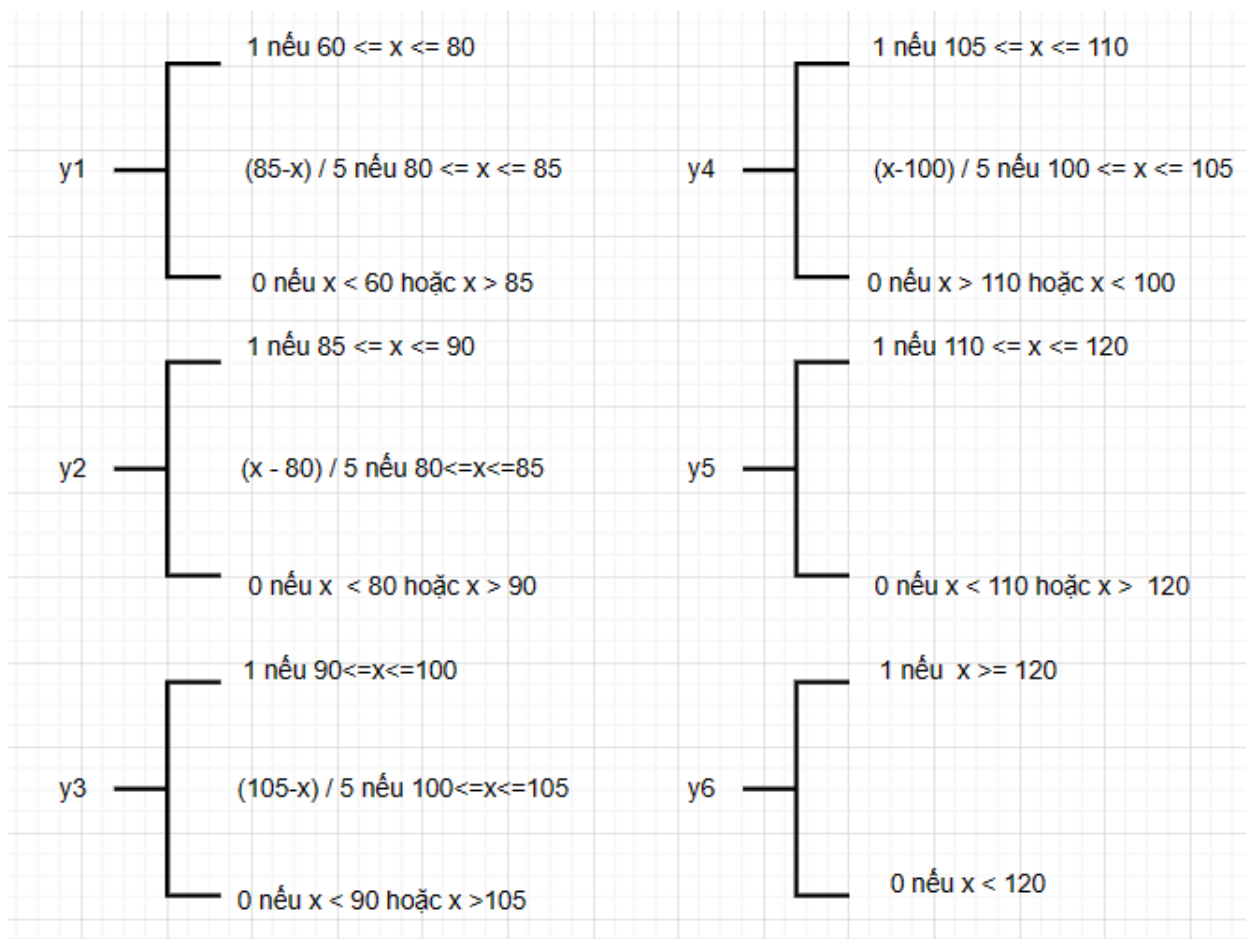 1 nếu 60 <= x <= 80
y1
(85-x) / 5 nếu 80 <= x <= 85
0 nếu x < 60 hoặc x > 85
1 nếu 85 <= x <= 90
y2
(x - 80) / 5 nếu 80<=x<=85
0 nếu x < 80 hoặc x > 90
1 nếu 90<=x<=100
y3
(105-x) / 5 nếu 100<=x<=105
0 nếu x < 90 hoặc x >105
1 nếu 105 <= x <= 110
y4
(x-100) / 5 nếu 100 <= x <= 105
0 nếu x > 110 hoặc x < 100
1 nếu 110 <= x <= 120
y5
0 nếu x < 110 hoặc x > 120
1 nếu x >= 120
y6
0 nếu x < 120